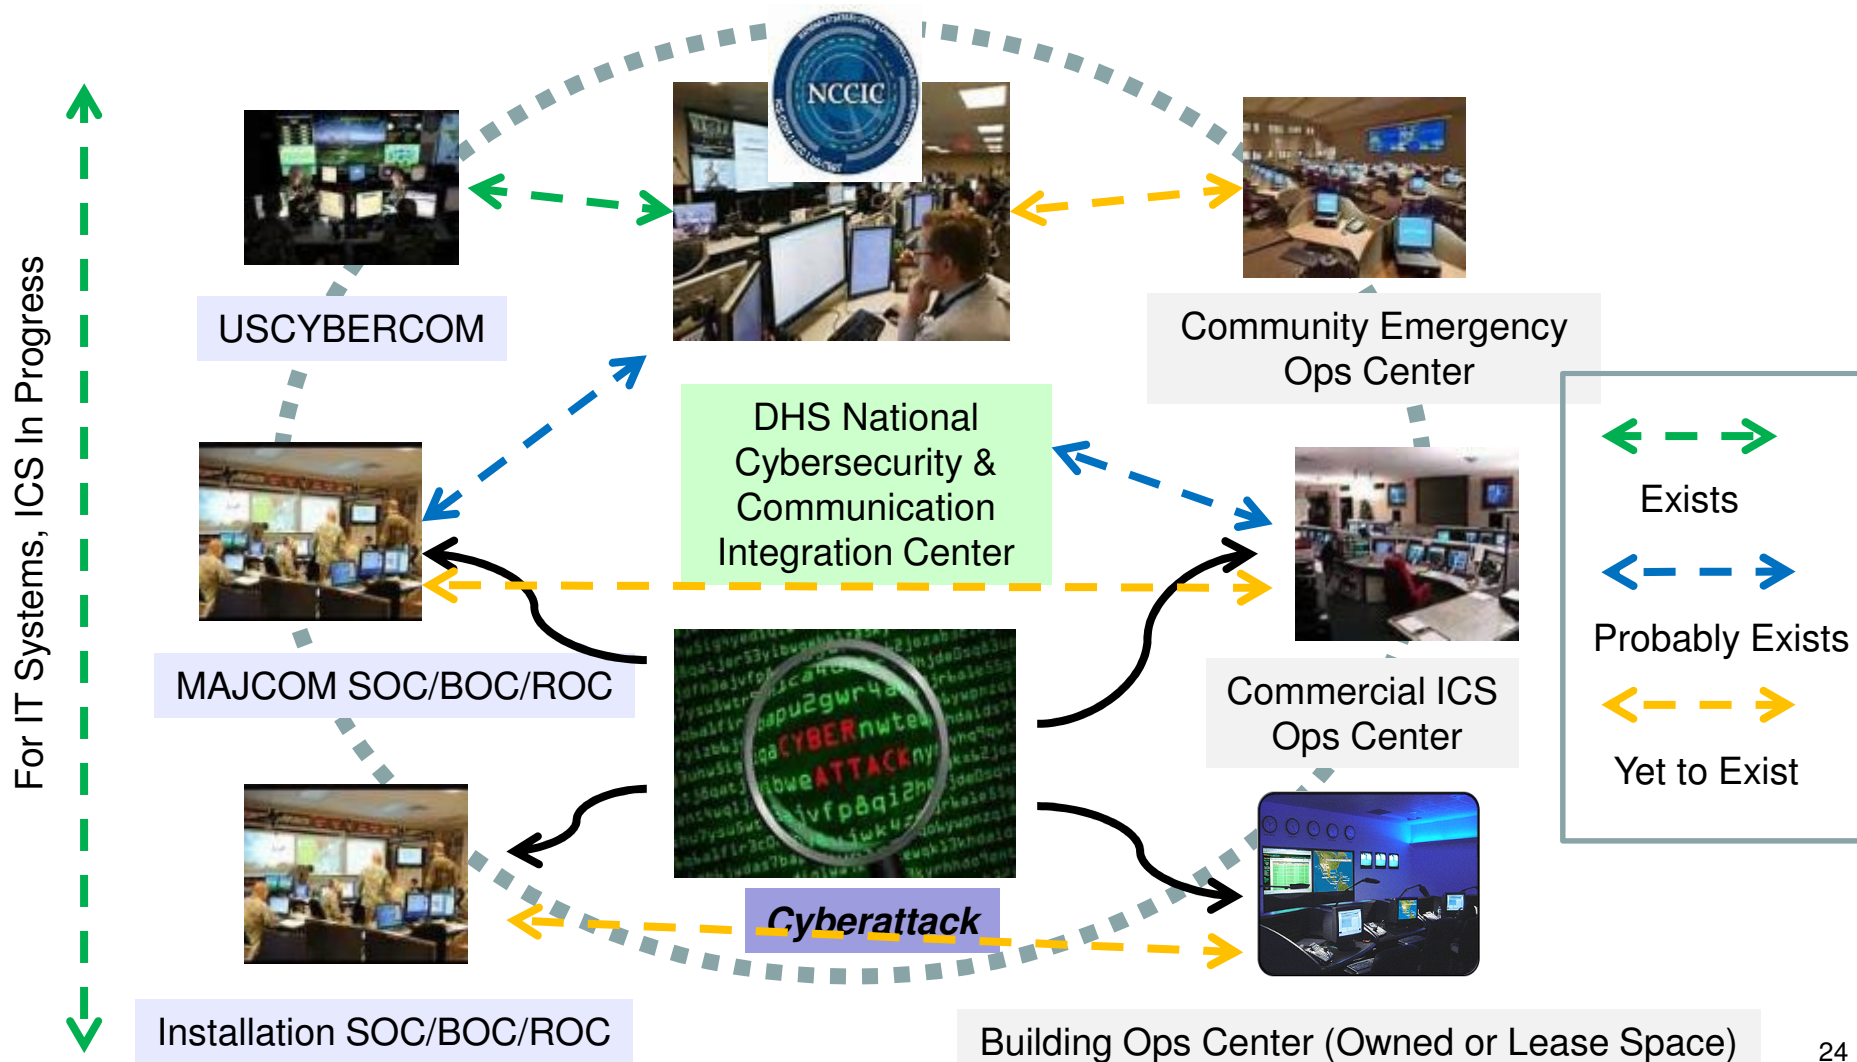 For IT Systems, ICS In Progress
NCCIC
USCYBERCOM
Community Emergency
Ops Center
DHS National
Cybersecurity &
Communication
Integration Center
Exists
Probably Exists
Yet to Exist
MAJCOM SOC/BOC/ROC
Commercial ICS
Ops Center
CYBER
ATTACK
Cyberattack
Installation SOC/BOC/ROC
Building Ops Center (Owned or Lease Space)
24